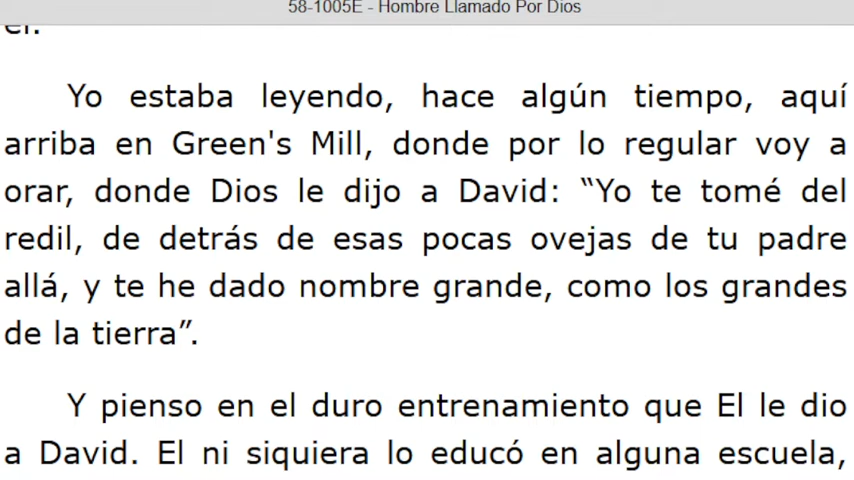 58-1005E - Hombre Llamado Por Dios
él.
Yo estaba leyendo, hace algún tiempo, aquí
arriba en Green's Mill, donde por lo regular voy a
orar, donde Dios le dijo a David: “Yo te tomé del
redil, de detrás de esas pocas ovejas de tu padre
allá, y te he dado nombre grande, como los grandes
de la tierra”.
Y pienso en el duro entrenamiento que El le dio
a David. El ni siquiera lo educó en alguna escuela,